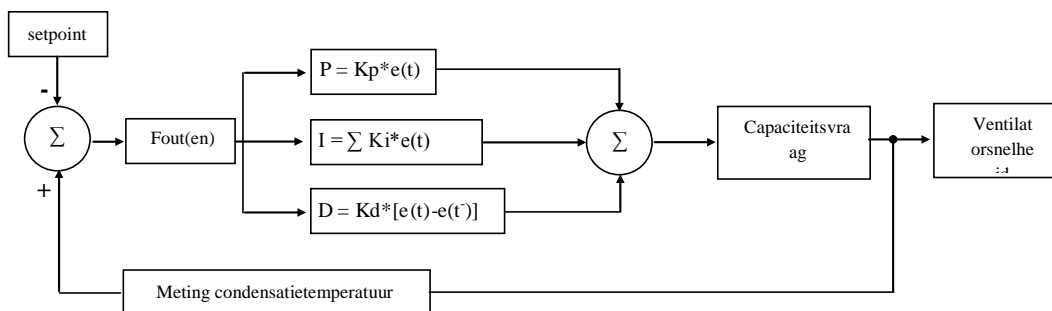 setpoint
P = Kp*e(t)
-
Σ
Fout(en)
I = ∑ Ki*e(t)
Σ
Capaciteitsvra
ag
Ventilat
orsnelhe
+
D = Kd*[e(t)-e(t⁻)]
Meting condensatietemperatuur